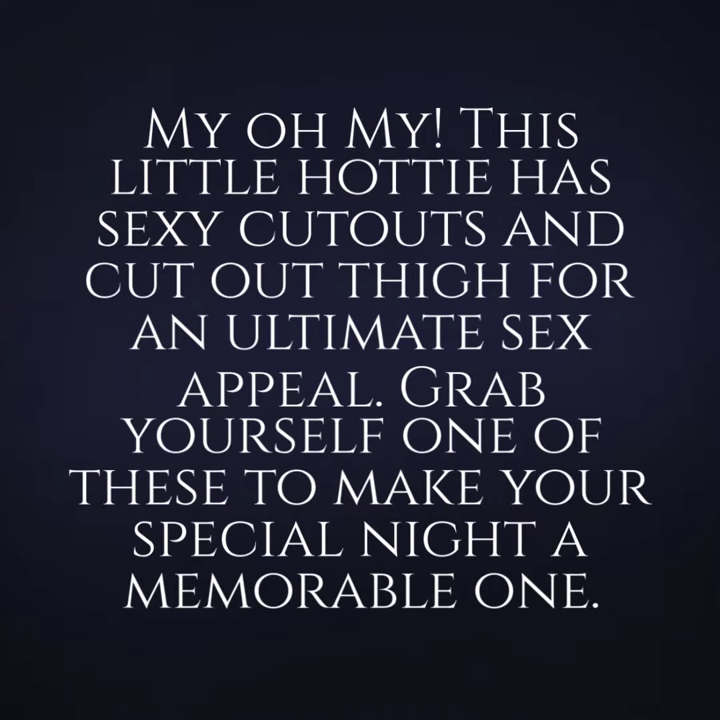 My oh My! This
little hottie has
sexy cutouts and
cut out thigh for
an ultimate sex
appeal. Grab
yourself one of
these to make your
special night a
memorable one.